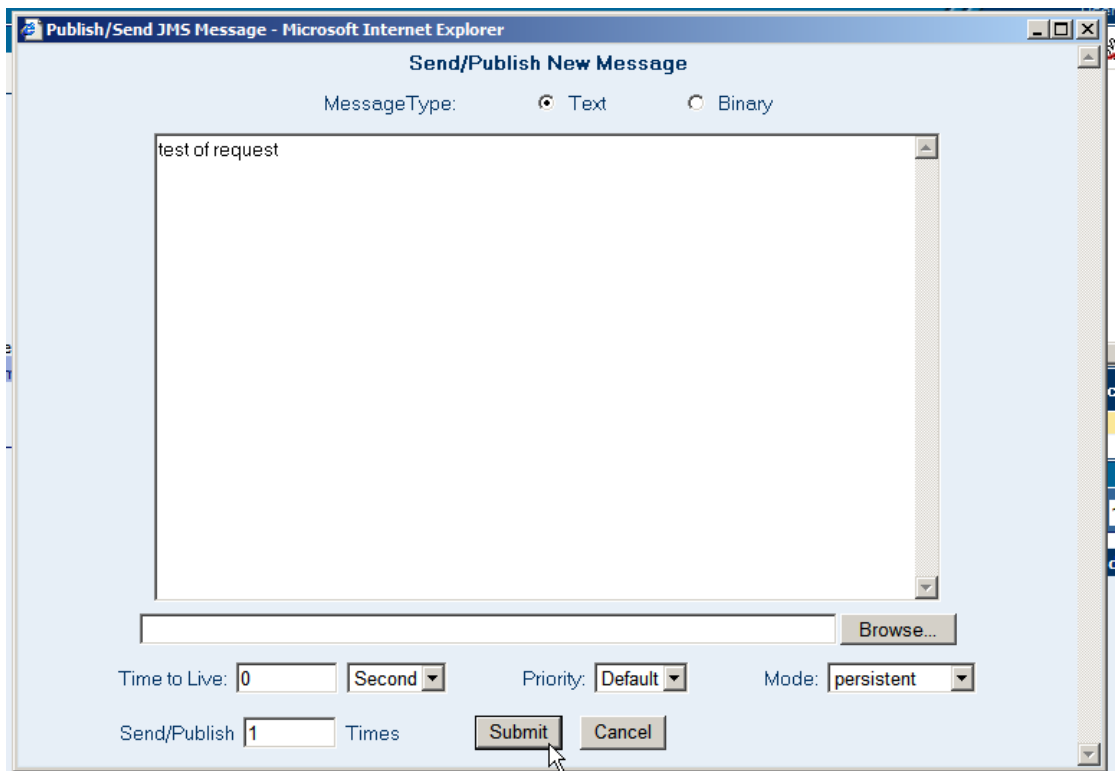 Publish/Send JMS Message - Microsoft Internet Explorer
Send/Publish New Message
MessageType: Text Binary
test of request
Browse...
Time to Live: 0 Second Priority: Default Mode: persistent
Send/Publish 1 Times Submit Cancel